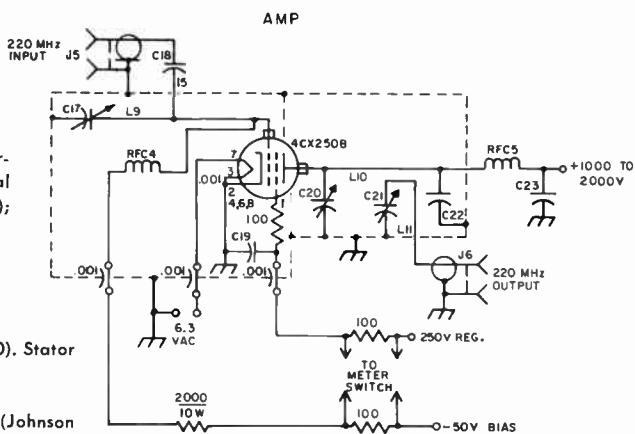 AMP
220 MHz
INPUT
J5
C18
15
C17
L9
4CX250B
RFC4
7
3
.001
2
4,6,8
1
100
C19
L10
C20
C21
L11
C22
RFC5
C23
+1000 TO
2000V
J6
220 MHz
OUTPUT
.001
.001
.001
6.3
VAC
100
250V REG.
TO
METER
SWITCH
2000
10W
100
-50V BIAS
r-
al
);
)). Stator
(Johnson